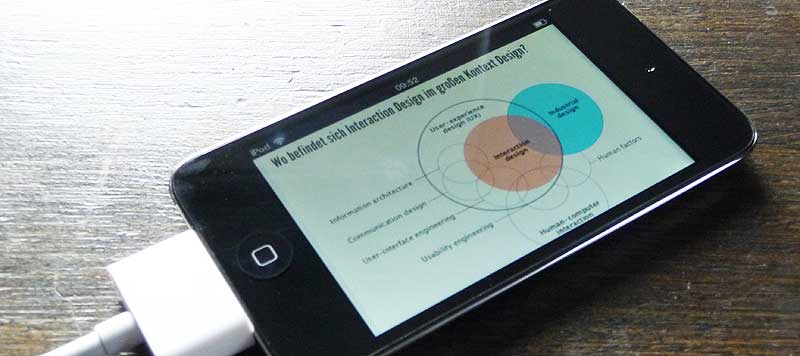 iPod 09:52
Wo befindet sich Interaction Design im großen Kontext Design?
User-experience
design (UX)
Industrial
design
Interaction
design
Human factors
Information architecture
Communication design
User-interface engineering
Usability engineering
Human-computer
interaction